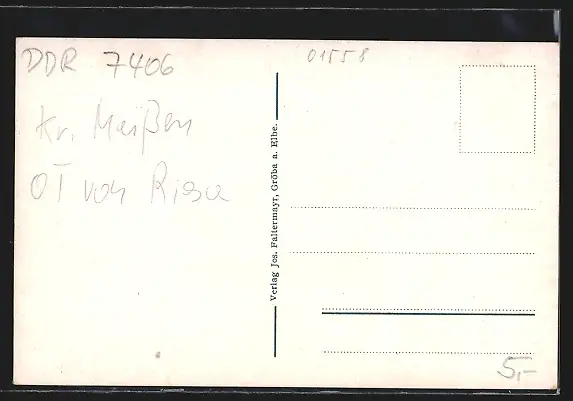 DDR 7406
01558
Kr. Meißen
OT von Riesa
Verlag Jos. Faltermayr, Gröba a. Elbe.
5,-